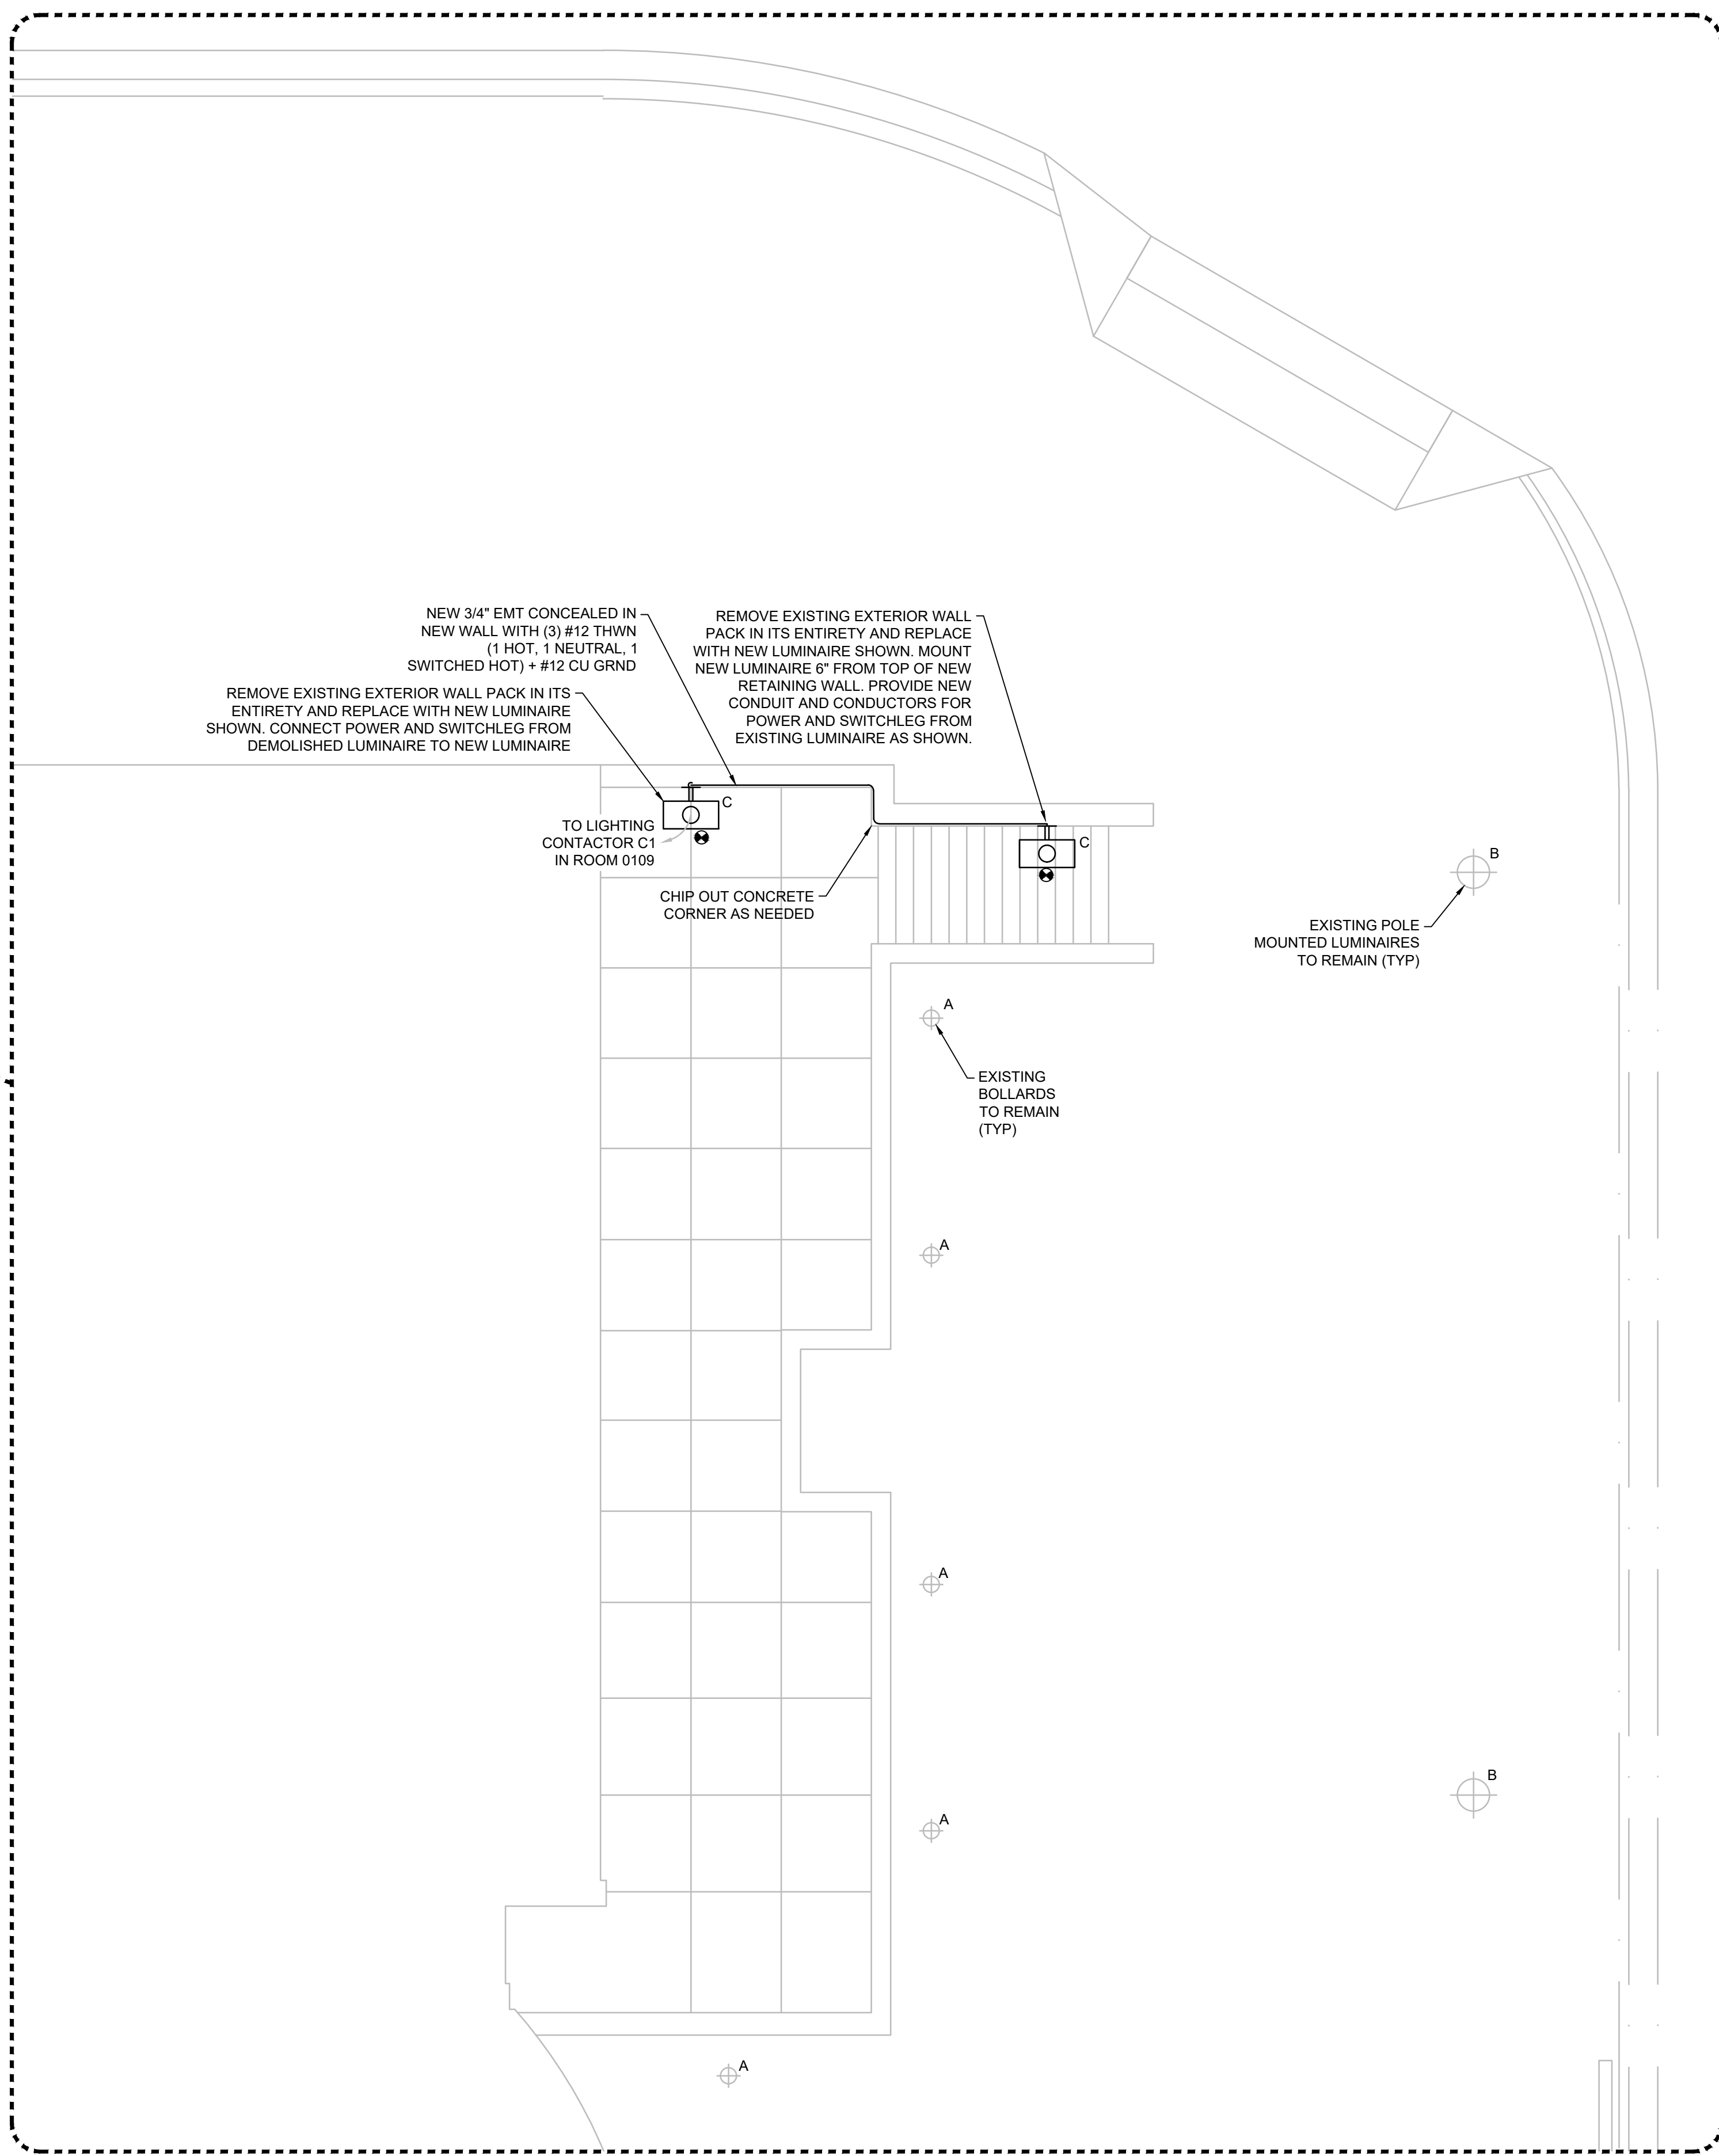 NEW 3/4" EMT CONCEALED IN
NEW WALL WITH (3) #12 THWN
(1 HOT, 1 NEUTRAL, 1
SWITCHED HOT) + #12 CU GRND
REMOVE EXISTING EXTERIOR WALL
PACK IN ITS ENTIRETY AND REPLACE
WITH NEW LUMINAIRE SHOWN. MOUNT
NEW LUMINAIRE 6" FROM TOP OF NEW
RETAINING WALL. PROVIDE NEW
CONDUIT AND CONDUCTORS FOR
POWER AND SWITCHLEG FROM
EXISTING LUMINAIRE AS SHOWN.
REMOVE EXISTING EXTERIOR WALL PACK IN ITS
ENTIRETY AND REPLACE WITH NEW LUMINAIRE
SHOWN. CONNECT POWER AND SWITCHLEG FROM
DEMOLISHED LUMINAIRE TO NEW LUMINAIRE
C
TO LIGHTING
CONTACTOR C1
IN ROOM 0109
C
B
CHIP OUT CONCRETE
CORNER AS NEEDED
EXISTING POLE
MOUNTED LUMINAIRES
TO REMAIN (TYP)
A
EXISTING
BOLLARDS
TO REMAIN
(TYP)
A
A
B
A
A